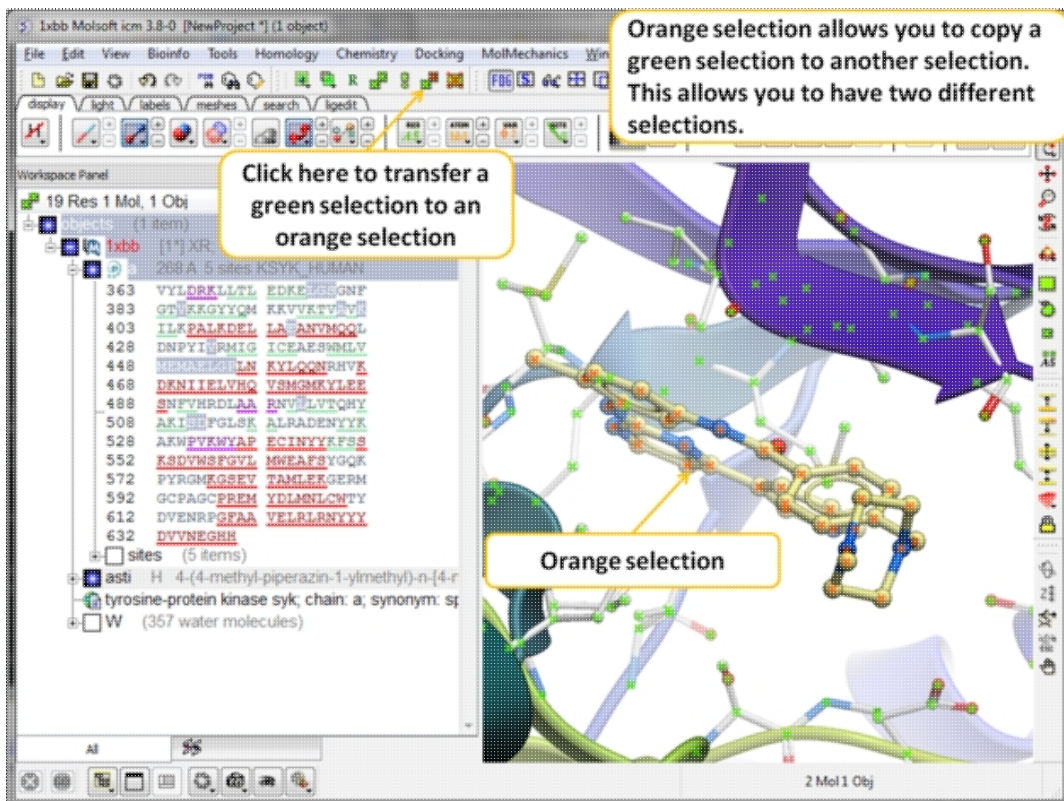 1xbb Molsoft icm 3.8-0 [NewProject *] (1 object)
File Edit View Bioinfo Tools Homology Chemistry Docking MolMechanics
Orange selection allows you to copy a
green selection to another selection.
This allows you to have two different
selections.
display light labels meshes search ligedit
Click here to transfer a
green selection to an
orange selection
Workspace Panel
19 Res 1 Mol, 1 Obj
objects (1 item)
1xbb [1*] XR
a 268 A 5 sites KSYK_HUMAN
363 VYLDRKLLTL EDKE GNF
383 GT KKGYYQM KKVVKTV
403 ILKPALKDEL LA ANVMQQL
428 DNPYI RMIG ICEAESWMLV
448 MEMAELGPLN KYLQQNRHVK
468 DKNIIELVHQ VSMGMKYLEE
488 SNFVHRDLAA RNV LVTQHY
508 AKI FGLSK ALRADENYYK
528 AKWPVKWYAP ECINYYKFSS
552 KSDVWSFGVL MWEAFSYGQK
572 PYRGMKGSEV TAMLEKGERM
592 GCPAGCPREM YDLMNLCWTY
612 DVENRPGFAA VELRLRNYYY
632 DVVNEGHH
sites (5 items)
asti H 4-(4-methyl-piperazin-1-ylmethyl)-n-[4-
tyrosine-protein kinase syk; chain: a; synonym:
W (357 water molecules)
Orange selection
All
2 Mol 1 Obj